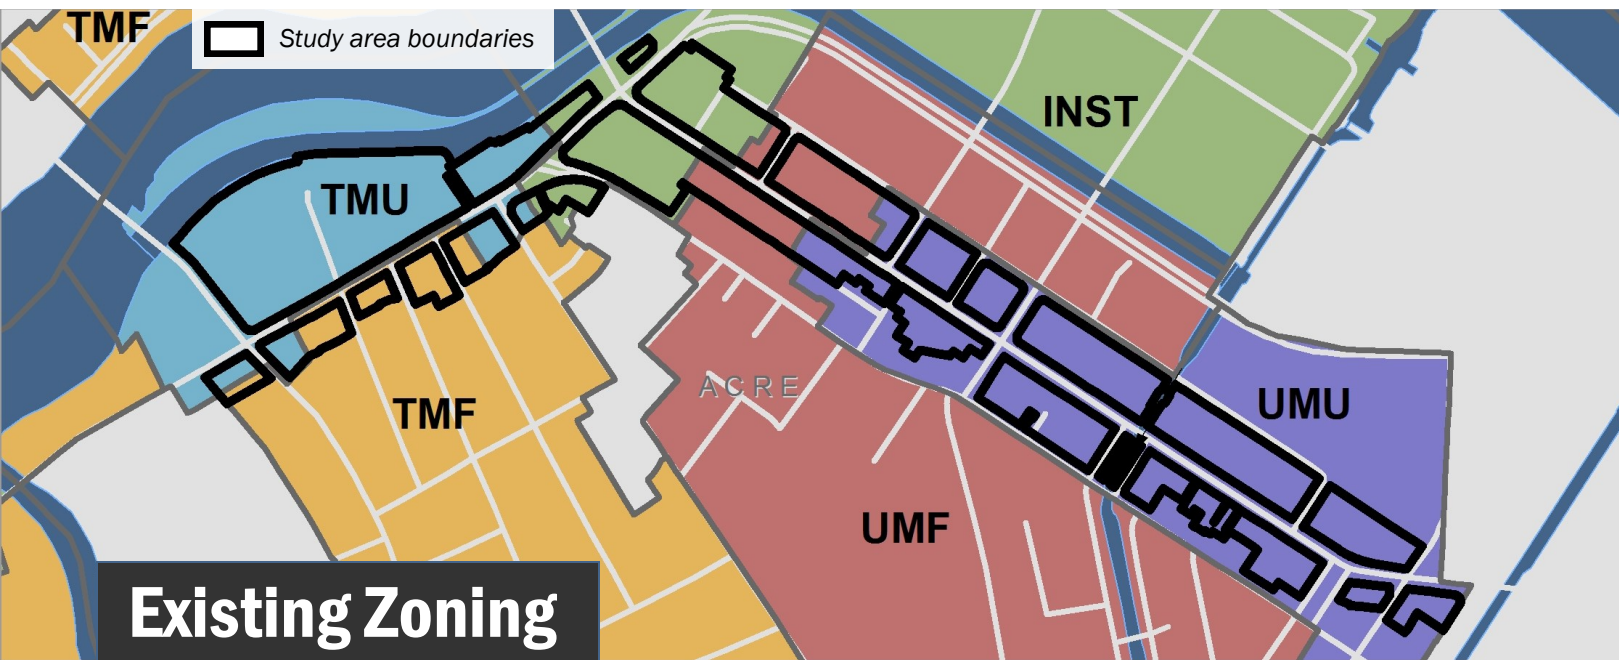 TMF
Study area boundaries
INST
TMU
ACRE
UMU
TMF
UMF
Existing Zoning